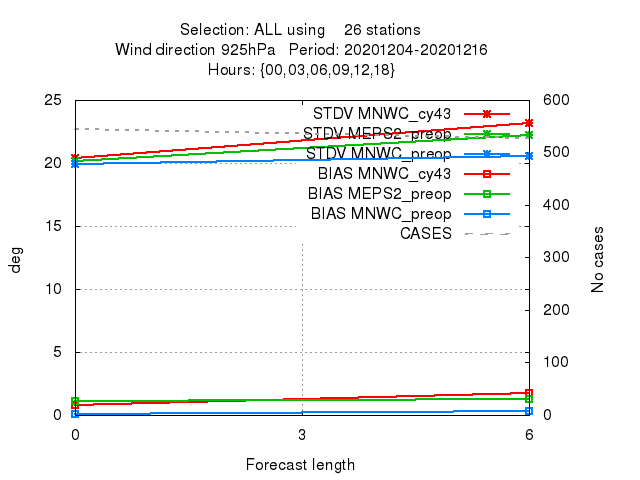 Selection: ALL using 26 stations
Wind direction 925hPa Period: 20201204-20201216
Hours: {00,03,06,09,12,18}
25 600
STDV MNWC_cy43
STDV MEPS2_preop
STDV MNWC_preop
BIAS MNWC_cy43
BIAS MEPS2_preop
BIAS MNWC_preop
CASES
20
15
10
5
0
500
400
300
200
100
0
deg
No cases
0 3 6
Forecast length